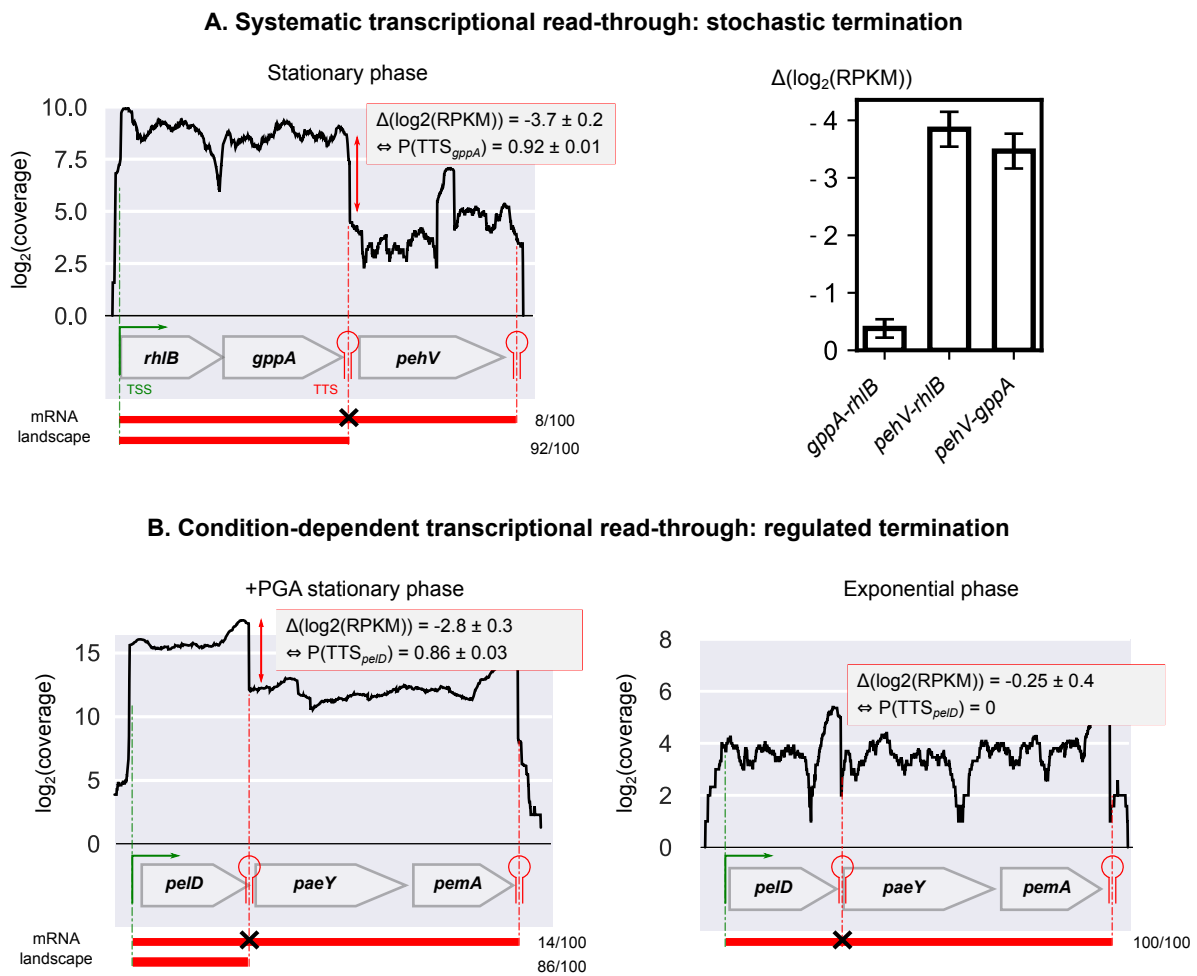 A. Systematic transcriptional read-through: stochastic termination
Stationary phase
log₂(coverage)
10.0
7.5
5.0
2.5
0.0
Δ(log2(RPKM)) = -3.7 ± 0.2
⇔ P(TTS_gppA) = 0.92 ± 0.01
rhlB
gppA
pehV
TSS
TTS
mRNA
landscape
8/100
92/100
Δ(log₂(RPKM))
- 4
- 3
- 2
- 1
0
gppA-rhlB
pehV-rhlB
pehV-gppA
B. Condition-dependent transcriptional read-through: regulated termination
+PGA stationary phase
log₂(coverage)
15
10
5
0
Δ(log2(RPKM)) = -2.8 ± 0.3
⇔ P(TTS_pelD) = 0.86 ± 0.03
pelD
paeY
pemA
mRNA
landscape
14/100
86/100
Exponential phase
log₂(coverage)
8
6
4
2
0
Δ(log2(RPKM)) = -0.25 ± 0.4
⇔ P(TTS_pelD) = 0
pelD
paeY
pemA
100/100